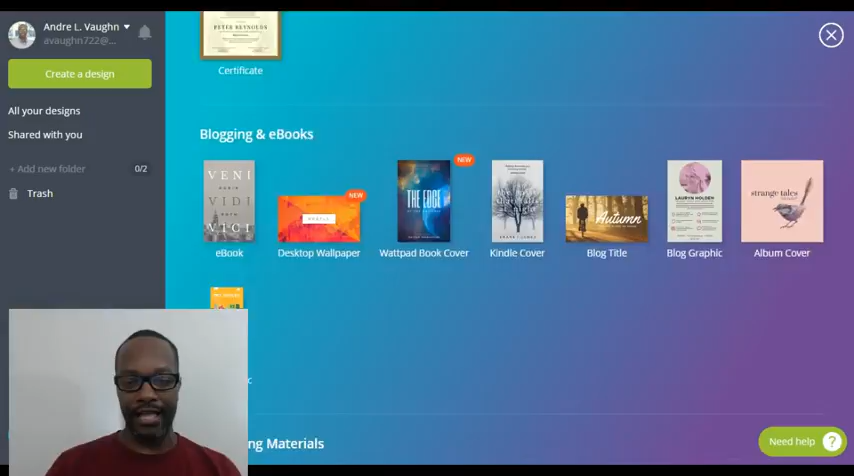 Andre L. Vaughn
avaughn722@...
Create a design
All your designs
Shared with you
+ Add new folder
0/2
Trash
PETER REYNOLDS
Certificate
Blogging & eBooks
VENI
VIDI
VICI
eBook
NEW
Desktop Wallpaper
NEW
THE EDGE
Wattpad Book Cover
Kindle Cover
Autumn
Blog Title
LAURYN HOLDEN
Blog Graphic
strange tales
Album Cover
c
ng Materials
Need help ?